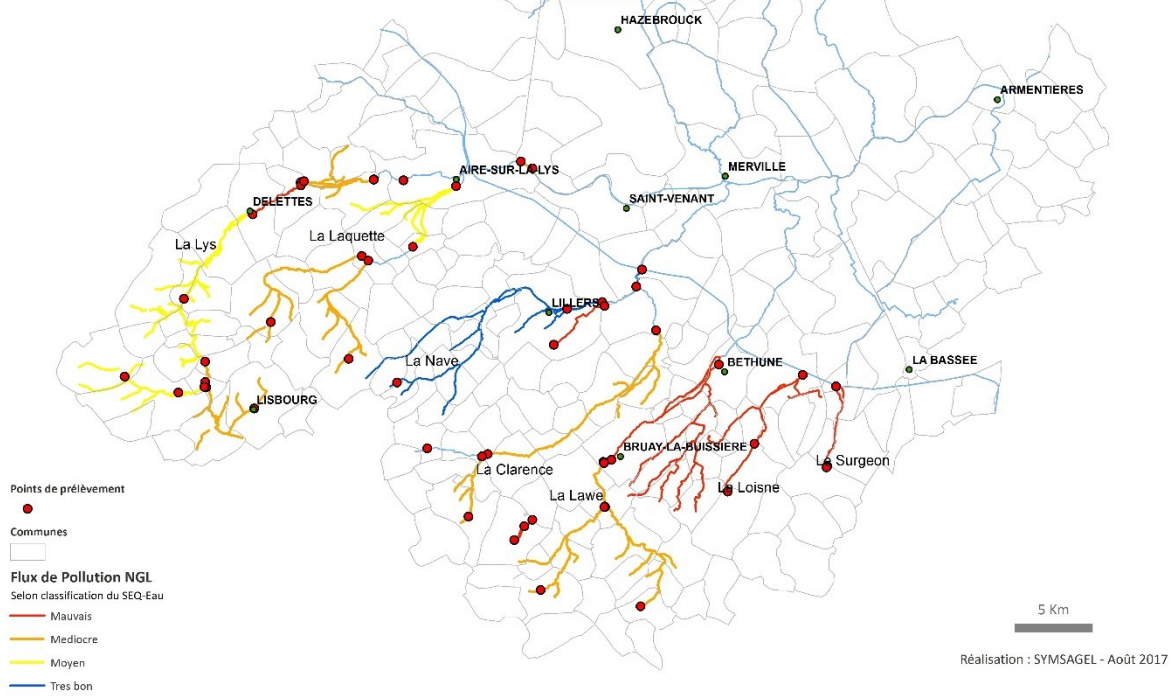 HAZEBROUCK
ARMENTIERES
AIRE-SUR-LA-LYS
MERVILLE
DELETTES
SAINT-VENANT
La Lys
La Laquette
LILLERS
La Nave
BETHUNE
LA BASSEE
LISBOURG
BRUAY-LA-BUISSIERE
La Clarence
Le Surgeon
La Lawe
La Loisne
Points de prélèvement
Communes
Flux de Pollution NGL
Selon classification du SEQ-Eau
Mauvais
Mediocre
Moyen
Tres bon
5 Km
Réalisation : SYMSAGEL - Août 2017